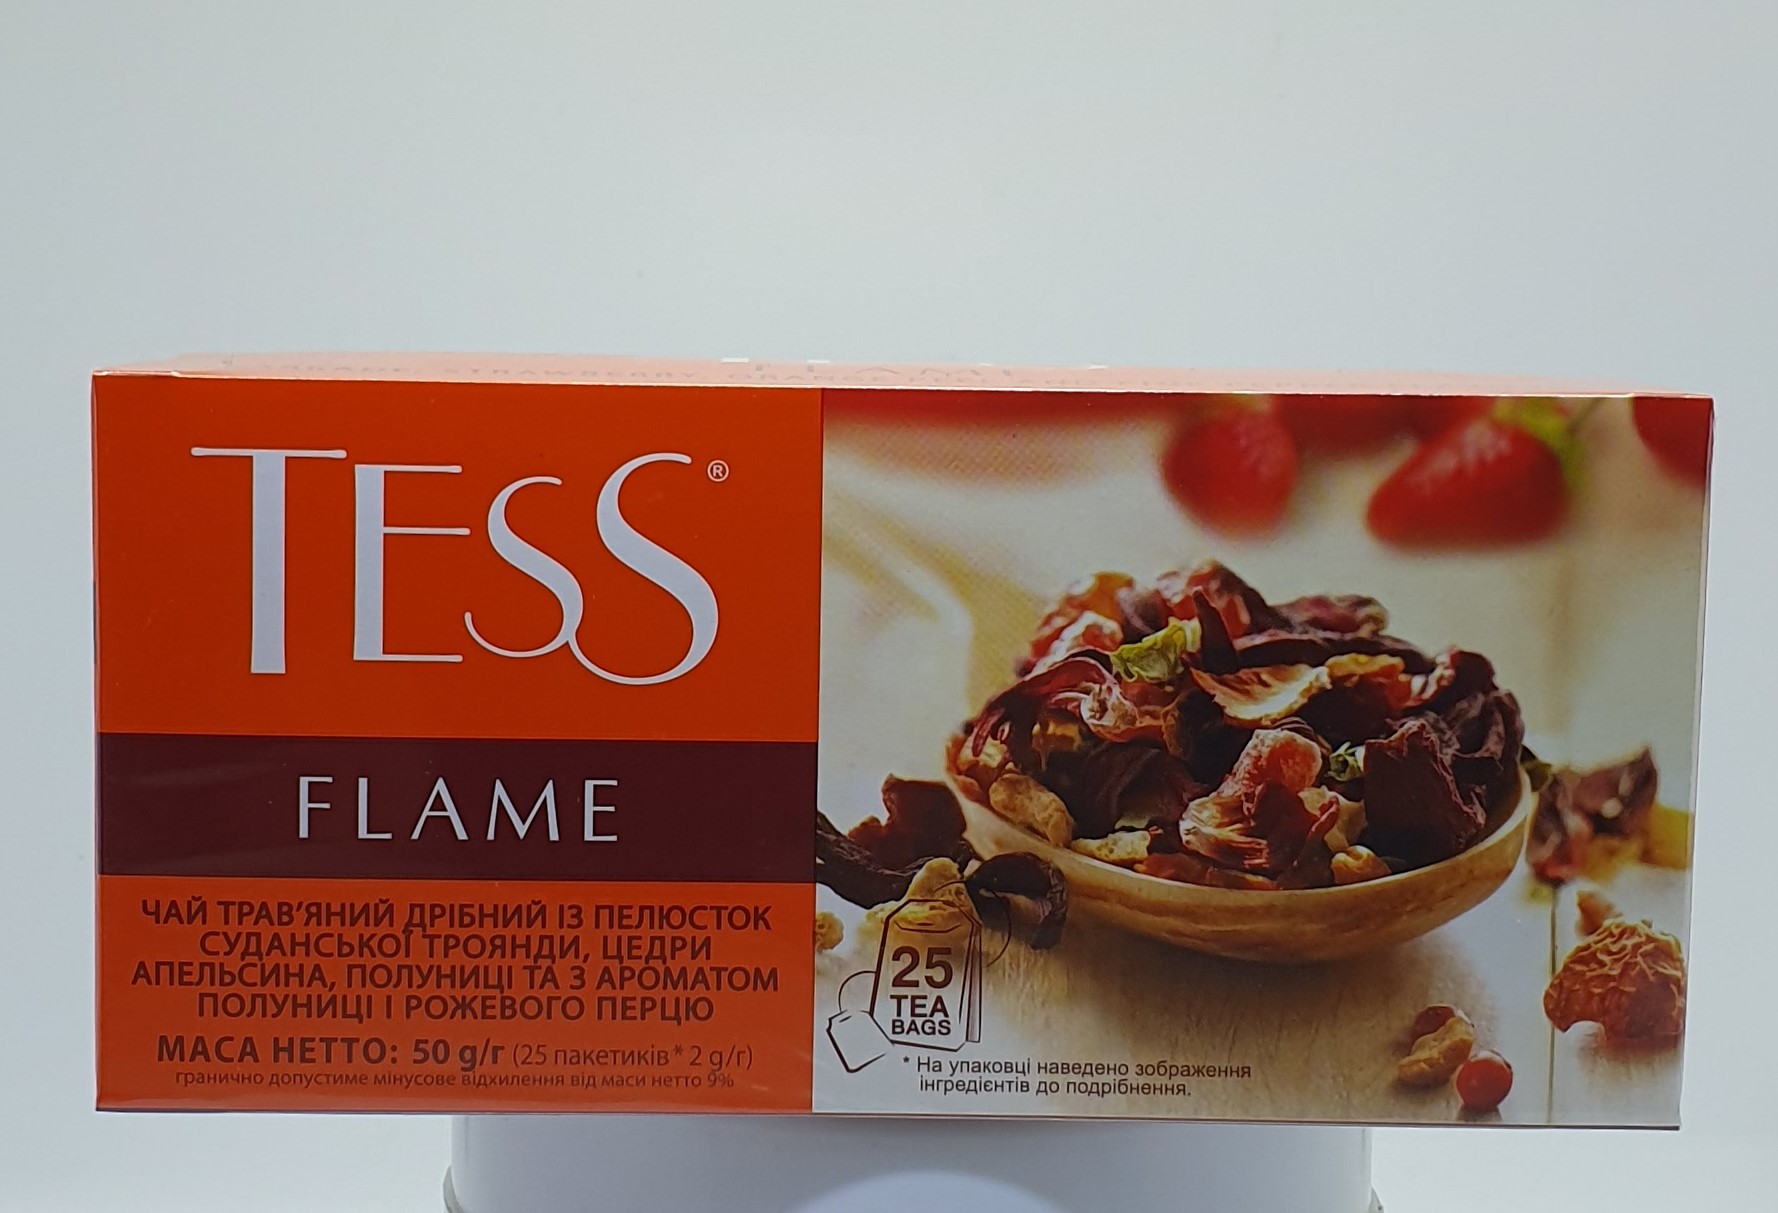 TESS®
FLAME
ЧАЙ ТРАВ'ЯНИЙ ДРІБНИЙ ІЗ ПЕЛЮСТОК
СУДАНСЬКОЇ ТРОЯНДИ, ЦЕДРИ
АПЕЛЬСИНА, ПОЛУНИЦІ ТА З АРОМАТОМ
ПОЛУНИЦІ І РОЖЕВОГО ПЕРЦЮ
МАСА НЕТТО: 50 g/г (25 пакетиків* 2 g/г)
гранично допустиме мінусове відхилення від маси нетто 9%
25
TEA
BAGS
* На упаковці наведено зображення
інгредієнтів до подрібнення.